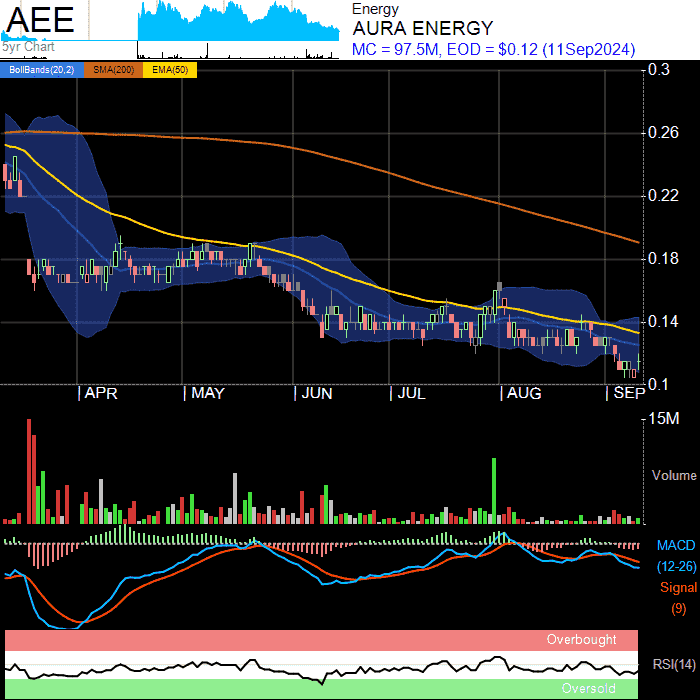 AEE
5yr Chart
Energy
AURA ENERGY
MC = 97.5M, EOD = $0.12 (11Sep2024)
BollBands(20,2) SMA(200) EMA(50)
0.3
0.26
0.22
0.18
0.14
0.1
APR MAY JUN JUL AUG SEP
15M
Volume
MACD
(12-26)
Signal
(9)
Overbought
RSI(14)
Oversold